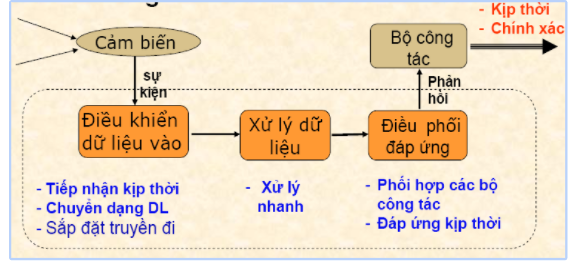 - Kịp thời
- Chính xác
Cảm biến
Bộ công
tác
sự
kiện
Phản
hồi
Điều khiển
dữ liệu vào
Xử lý dữ
liệu
Điều phối
đáp ứng
- Tiếp nhận kịp thời
- Chuyển dạng DL
- Sắp đặt truyền đi
- Xử lý
nhanh
- Phối hợp các bộ
công tác
- Đáp ứng kịp thời